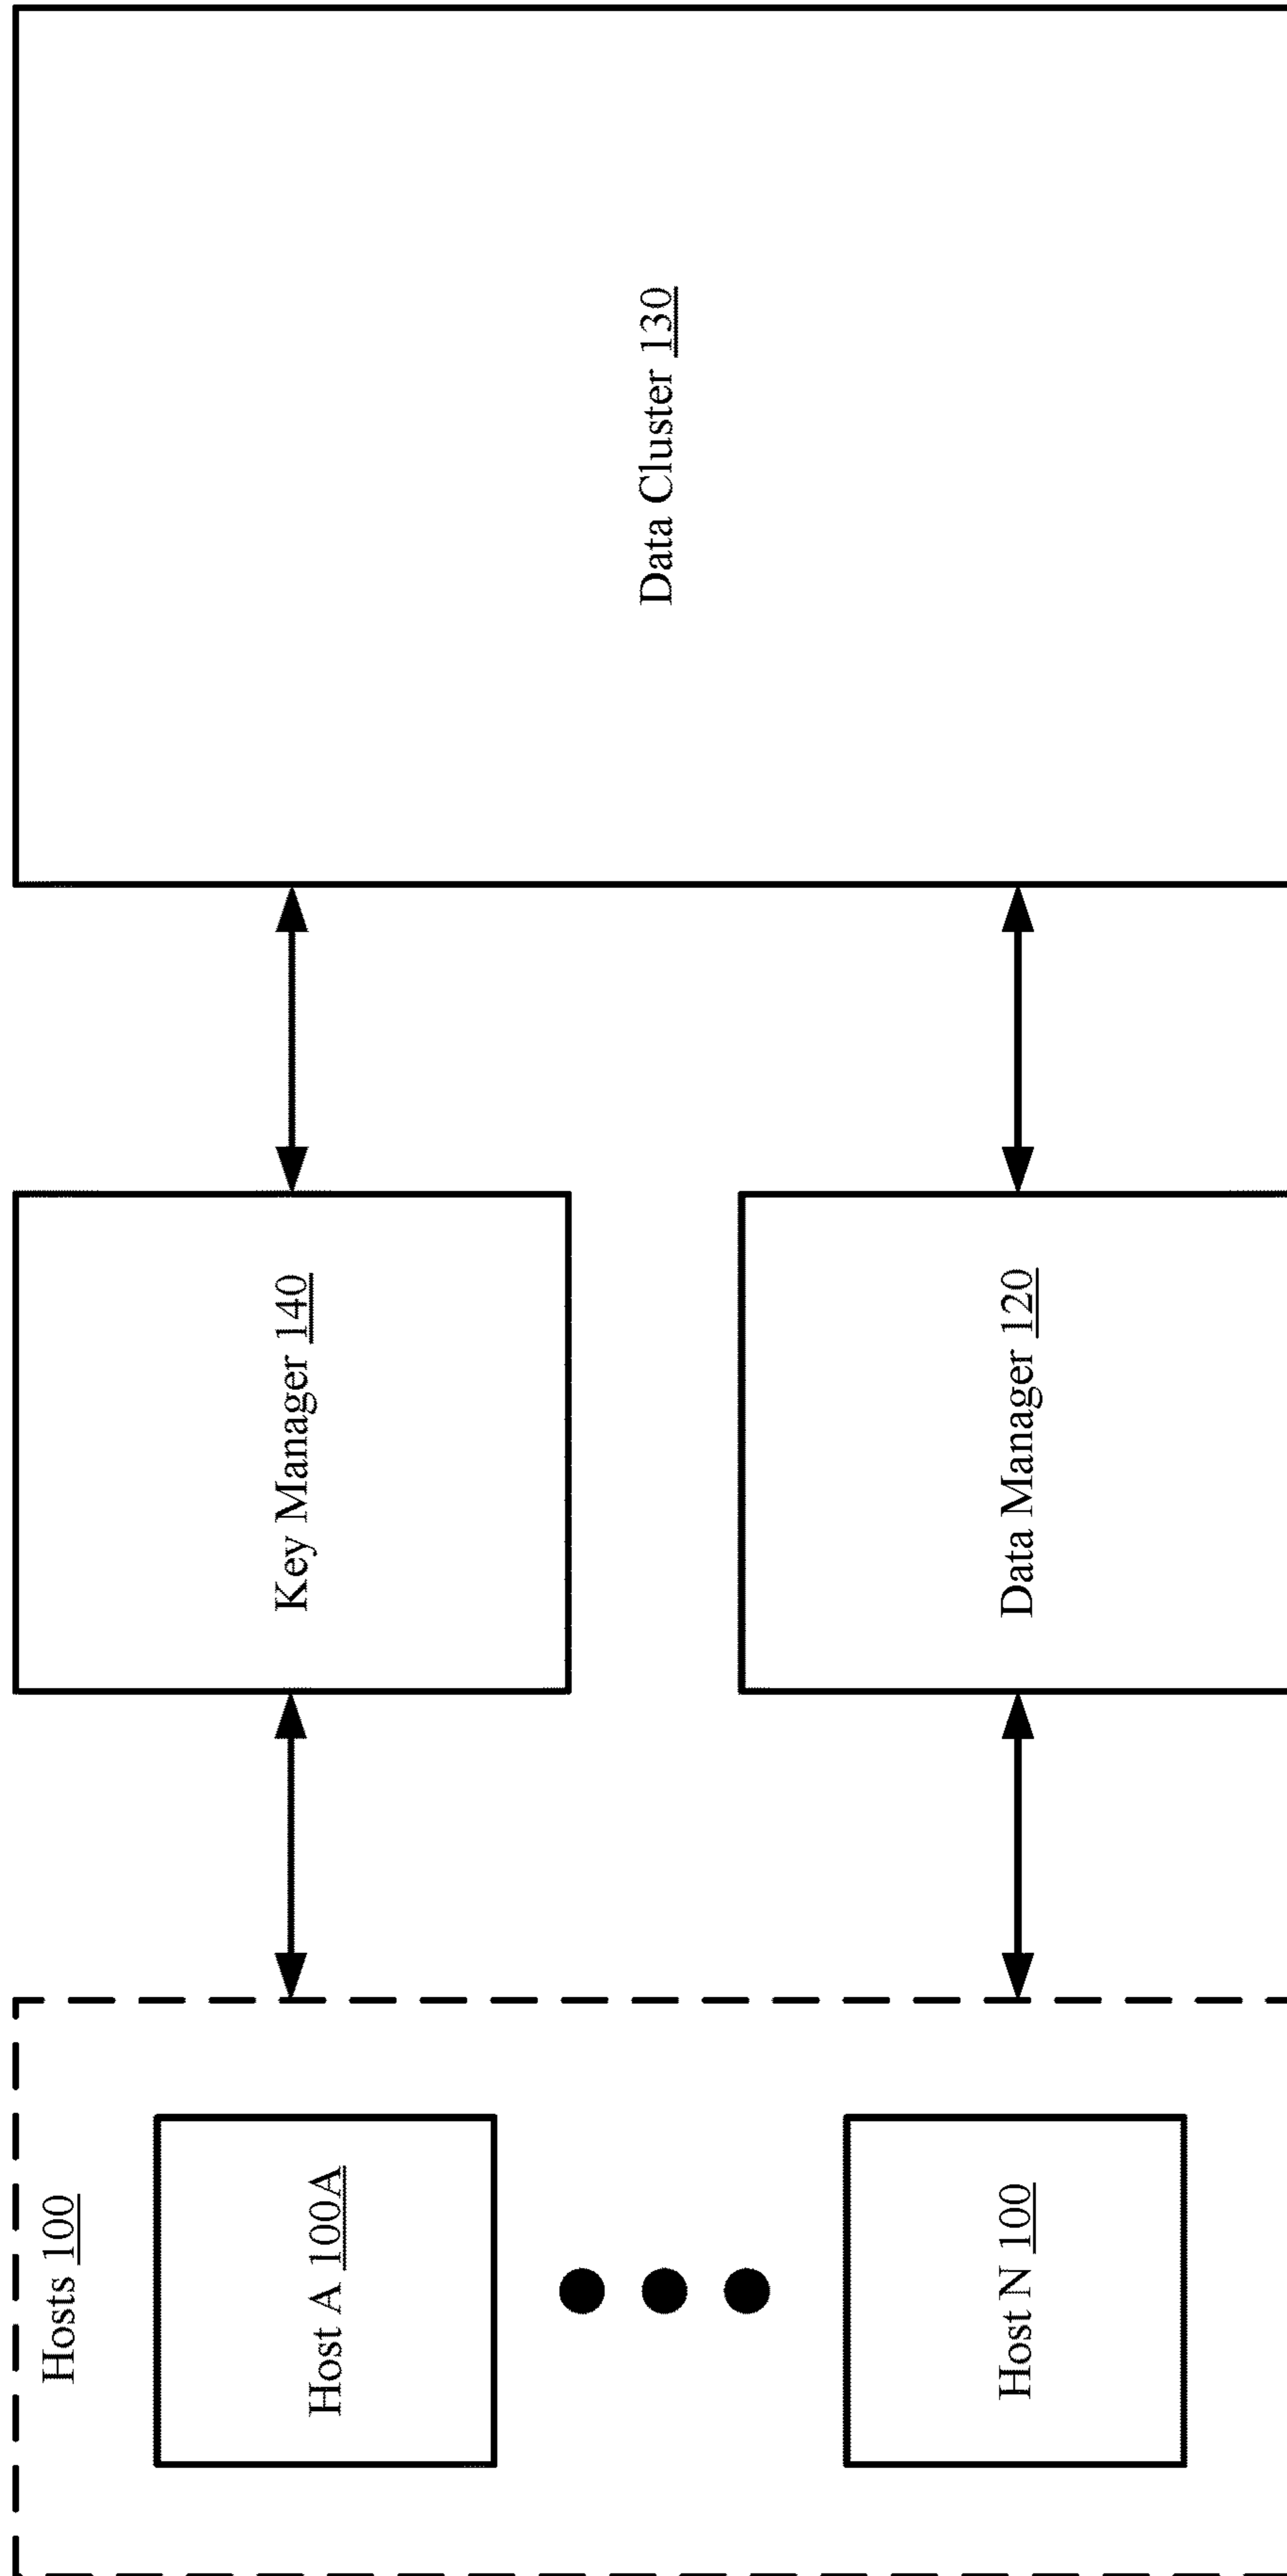 Hosts 100
Host A 100A
Host N 100
Key Manager 140
Data Manager 120
Data Cluster 130